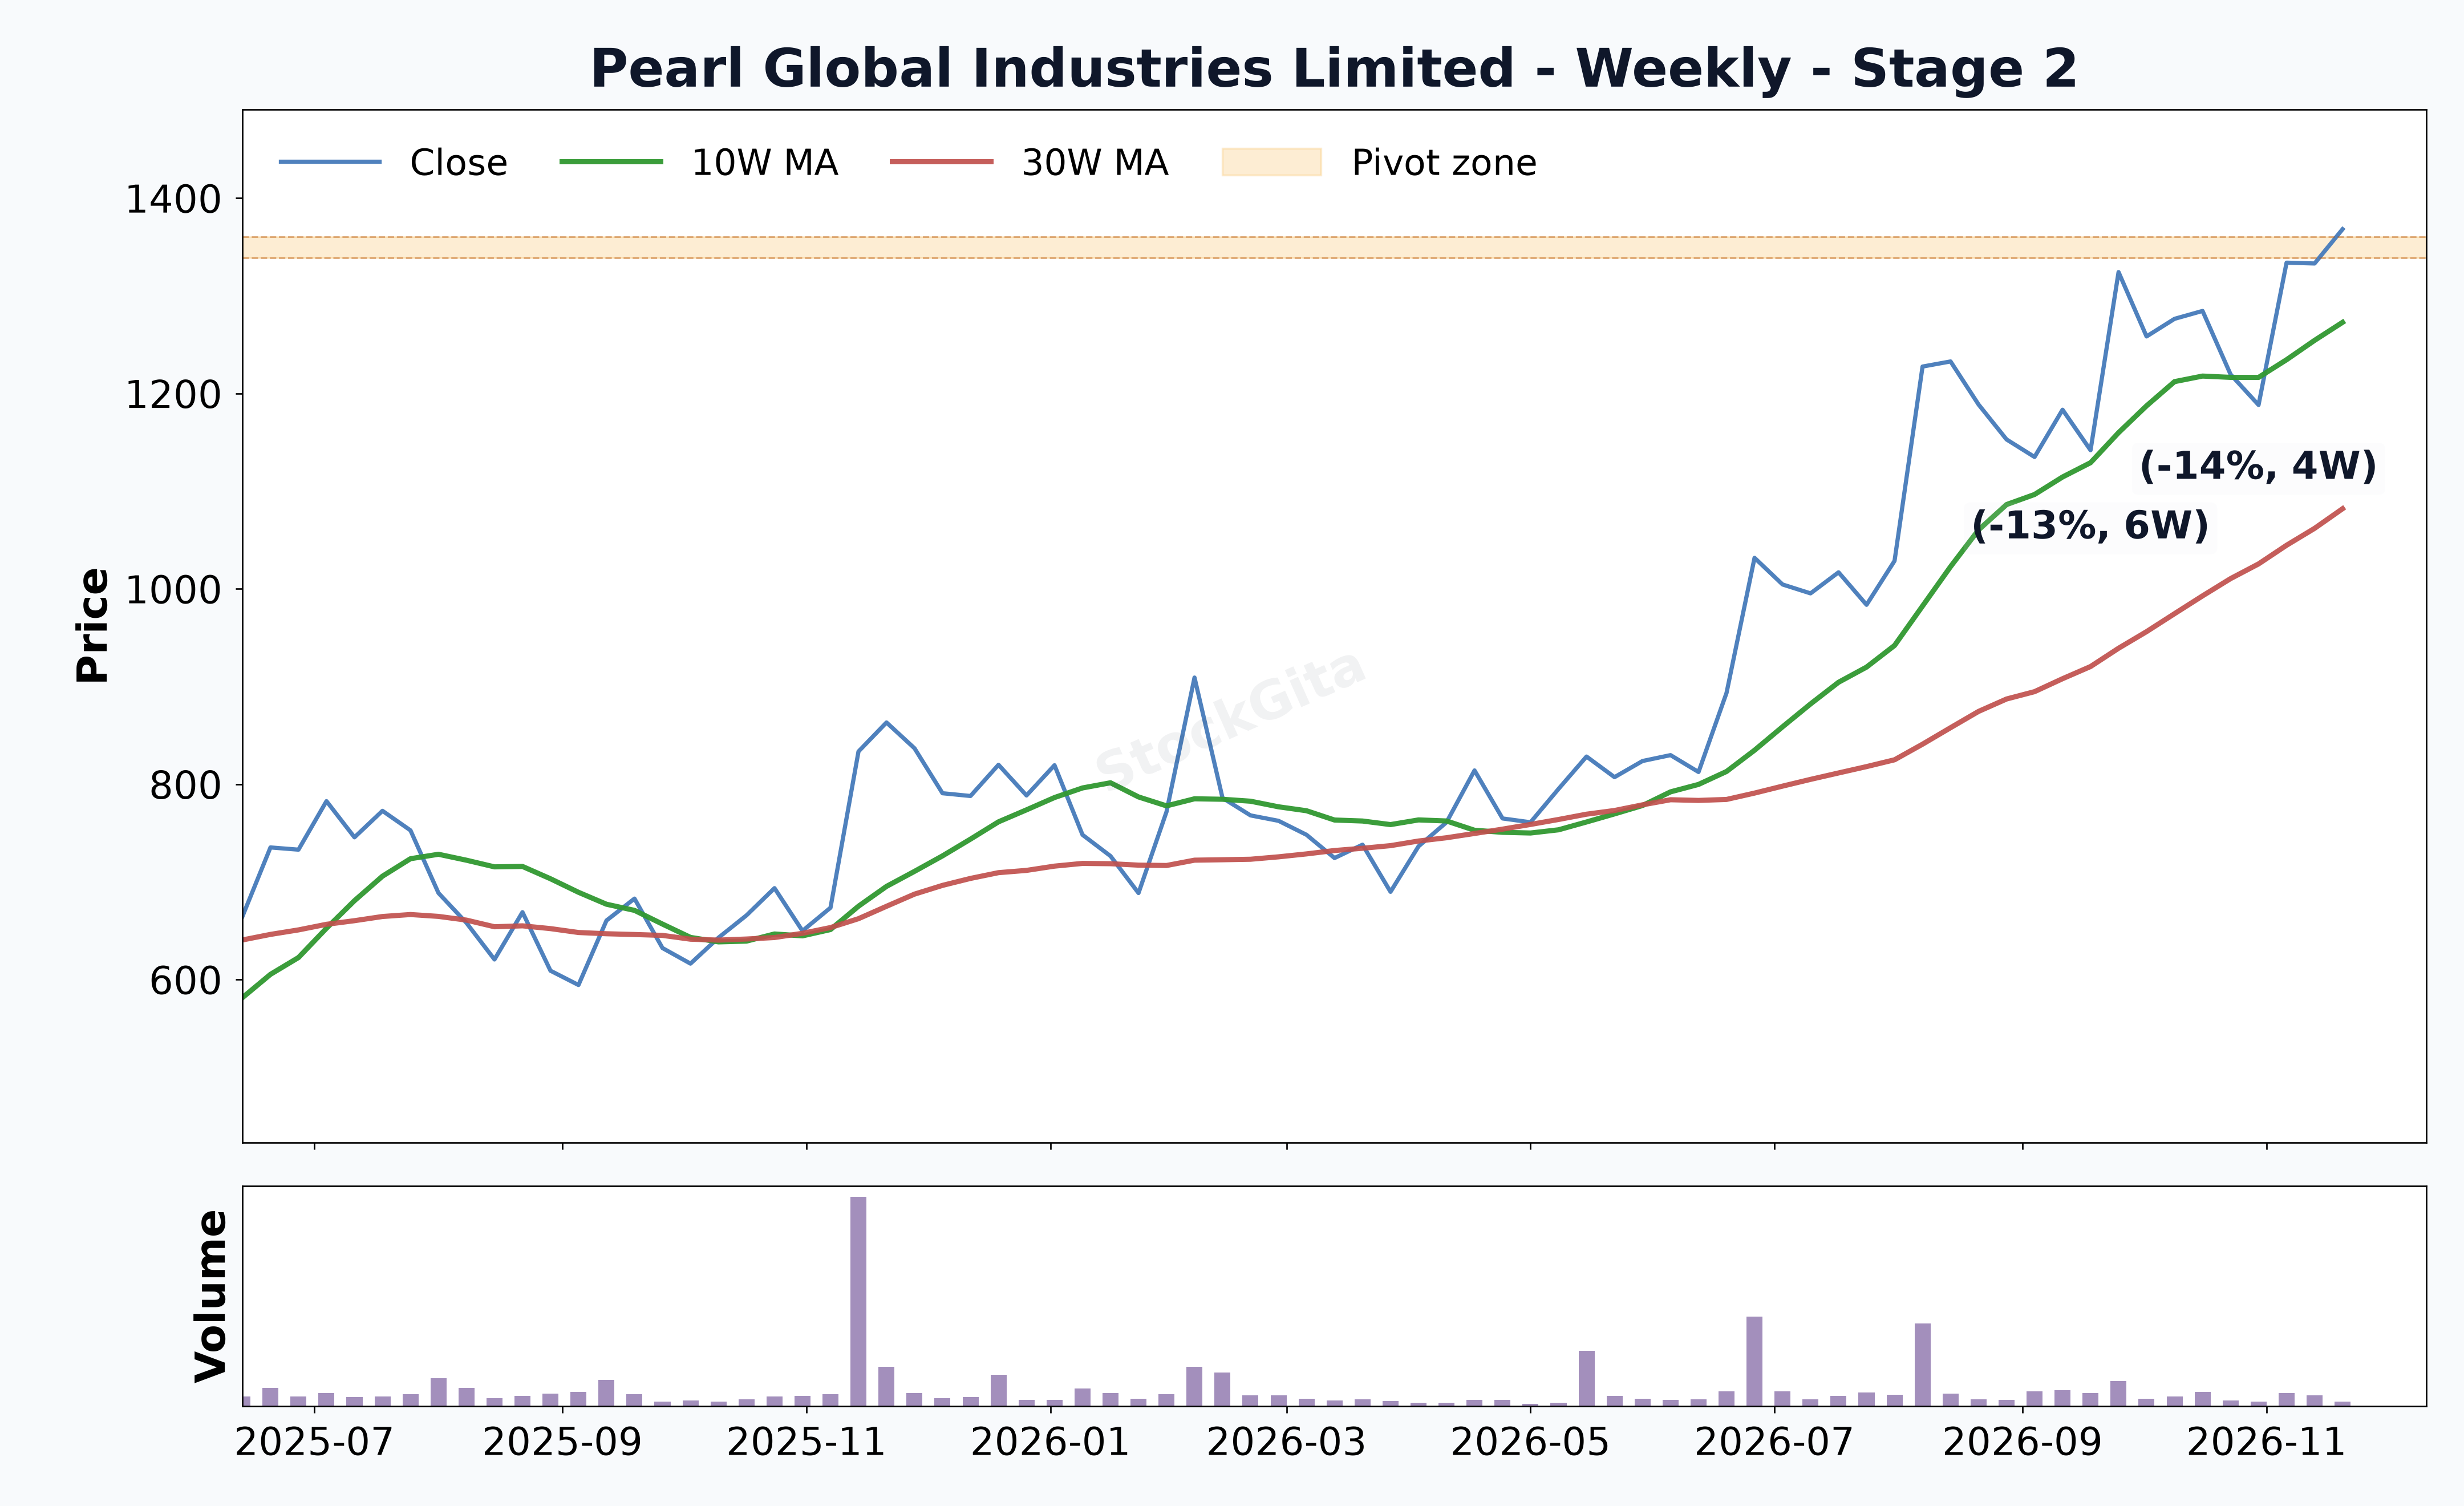 Pearl Global Industries Limited - Weekly - Stage 2
Close 10W MA 30W MA Pivot zone
1400
1200
1000
800
600
Price
(-14%, 4W)
(-13%, 6W)
StockGita
Volume
2025-07 2025-09 2025-11 2026-01 2026-03 2026-05 2026-07 2026-09 2026-11